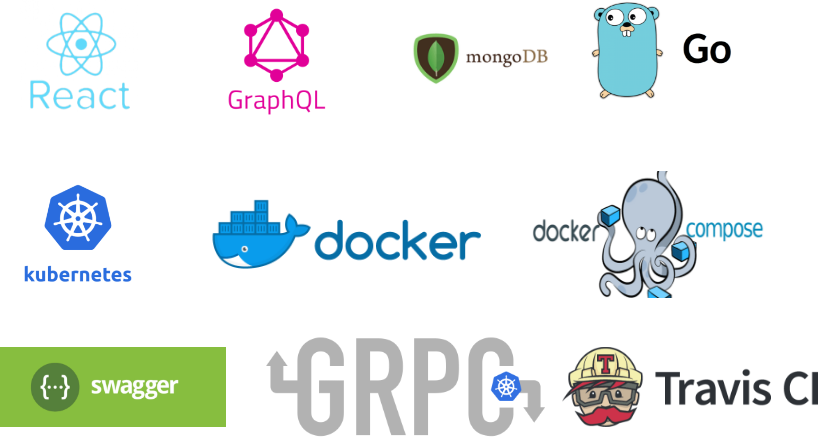 React
GraphQL
mongoDB
Go
kubernetes
docker
docker compose
{···} swagger
GRPC
T
Travis CI